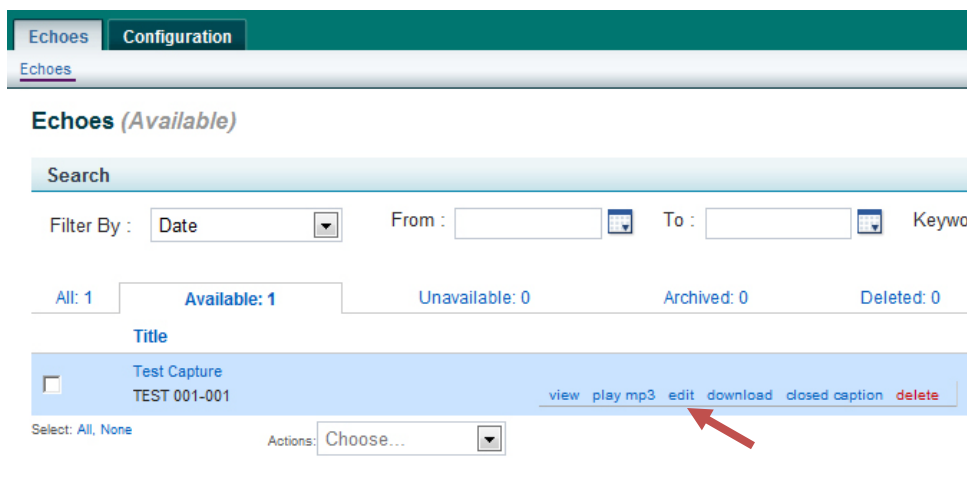 Echoes Configuration
Echoes
Echoes (Available)
Search
Filter By : Date From : To : Keywo
All: 1 Available: 1 Unavailable: 0 Archived: 0 Deleted: 0
Title
Test Capture
TEST 001-001 view play mp3 edit download closed caption delete
Select: All, None Actions: Choose...